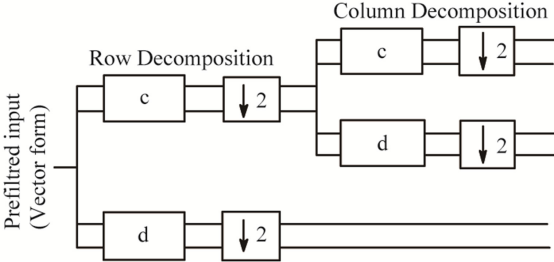 Column Decomposition
Row Decomposition
c
↓ 2
c
↓ 2
d
↓ 2
Prefiltred input
(Vector form)
d
↓ 2